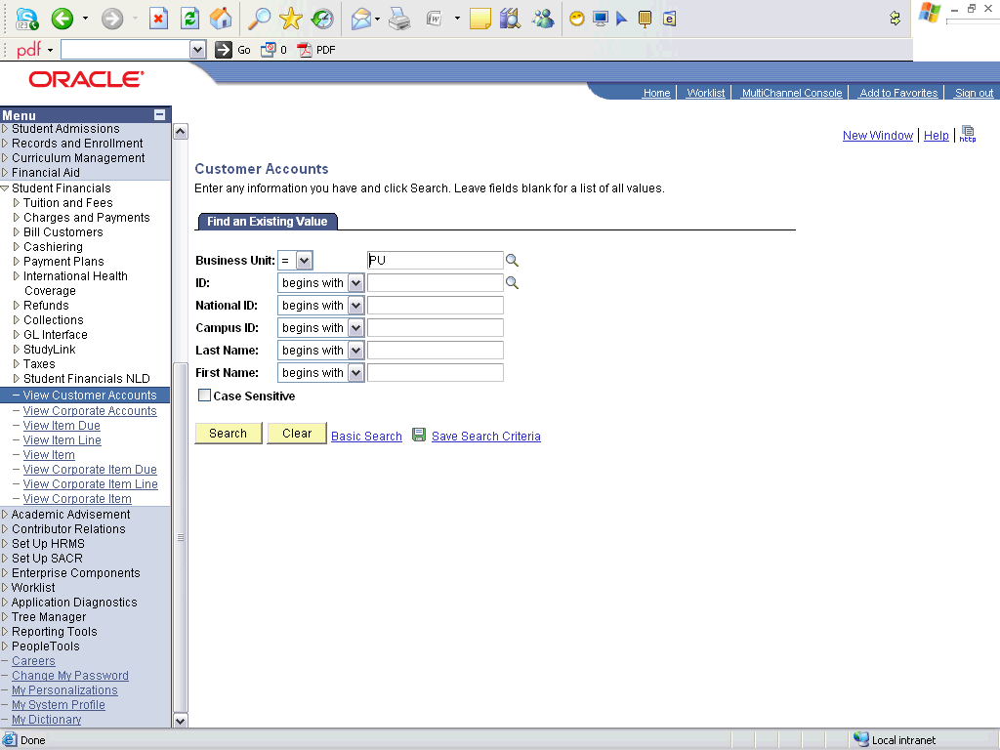 pdf
Go
0
PDF
ORACLE®
Home
Worklist
MultiChannel Console
Add to Favorites
Sign out
Menu
Student Admissions
Records and Enrollment
Curriculum Management
Financial Aid
Student Financials
Tuition and Fees
Charges and Payments
Bill Customers
Cashiering
Payment Plans
International Health
Coverage
Refunds
Collections
GL Interface
StudyLink
Taxes
Student Financials NLD
View Customer Accounts
View Corporate Accounts
View Item Due
View Item Line
View Item
View Corporate Item Due
View Corporate Item Line
View Corporate Item
Academic Advisement
Contributor Relations
Set Up HRMS
Set Up SACR
Enterprise Components
Worklist
Application Diagnostics
Tree Manager
Reporting Tools
PeopleTools
Careers
Change My Password
My Personalizations
My System Profile
My Dictionary
New Window | Help |
http
Customer Accounts
Enter any information you have and click Search. Leave fields blank for a list of all values.
Find an Existing Value
Business Unit: = PU
ID: begins with
National ID: begins with
Campus ID: begins with
Last Name: begins with
First Name: begins with
Case Sensitive
Search Clear Basic Search Save Search Criteria
Done
Local intranet